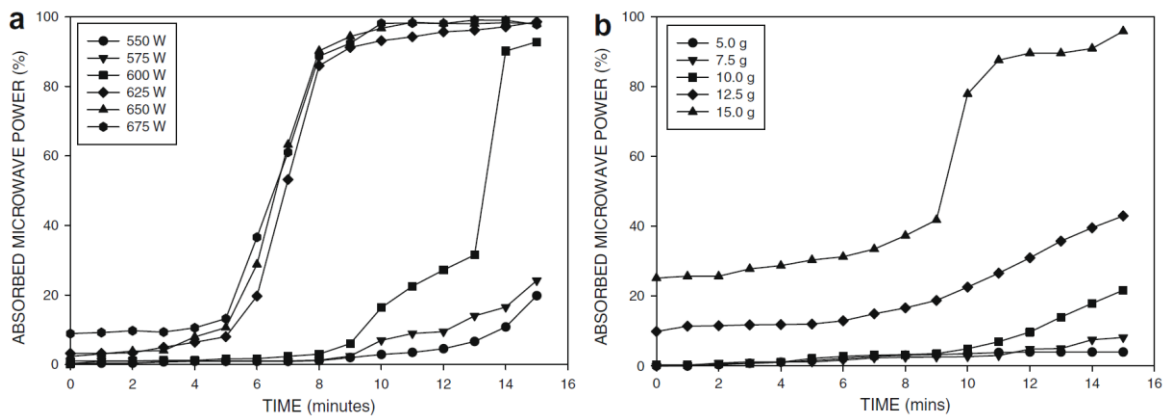 a
ABSORBED MICROWAVE POWER (%)
100
80
60
40
20
0
550 W
575 W
600 W
625 W
650 W
675 W
0 2 4 6 8 10 12 14 16
TIME (minutes)
b
ABSORBED MICROWAVE POWER (%)
100
80
60
40
20
0
5.0 g
7.5 g
10.0 g
12.5 g
15.0 g
0 2 4 6 8 10 12 14 16
TIME (mins)